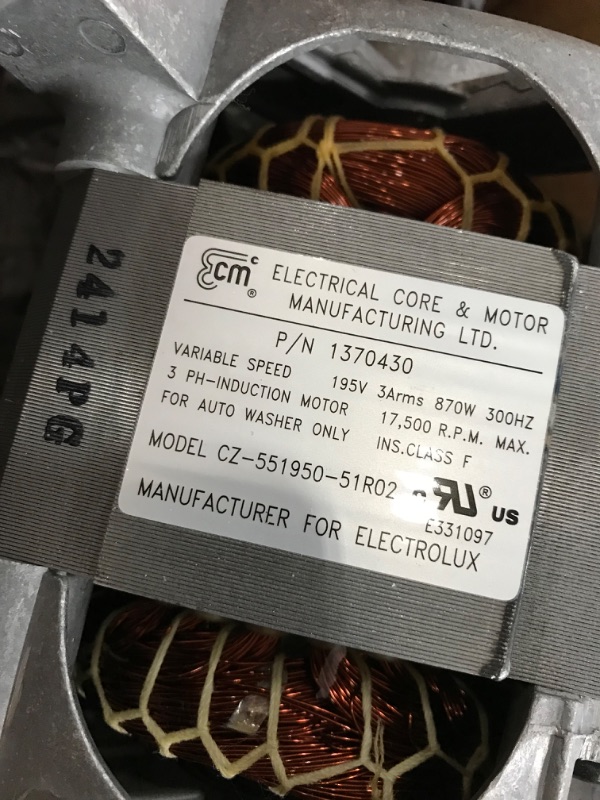 ecm ®
ELECTRICAL CORE & MOTOR
MANUFACTURING LTD.
P/N 1370430
VARIABLE SPEED 195V 3Arms 870W 300HZ
3 PH-INDUCTION MOTOR 17,500 R.P.M. MAX.
FOR AUTO WASHER ONLY INS.CLASS F
MODEL CZ-551950-51R02 c RU ® US
E331097
MANUFACTURER FOR ELECTROLUX
2414PG